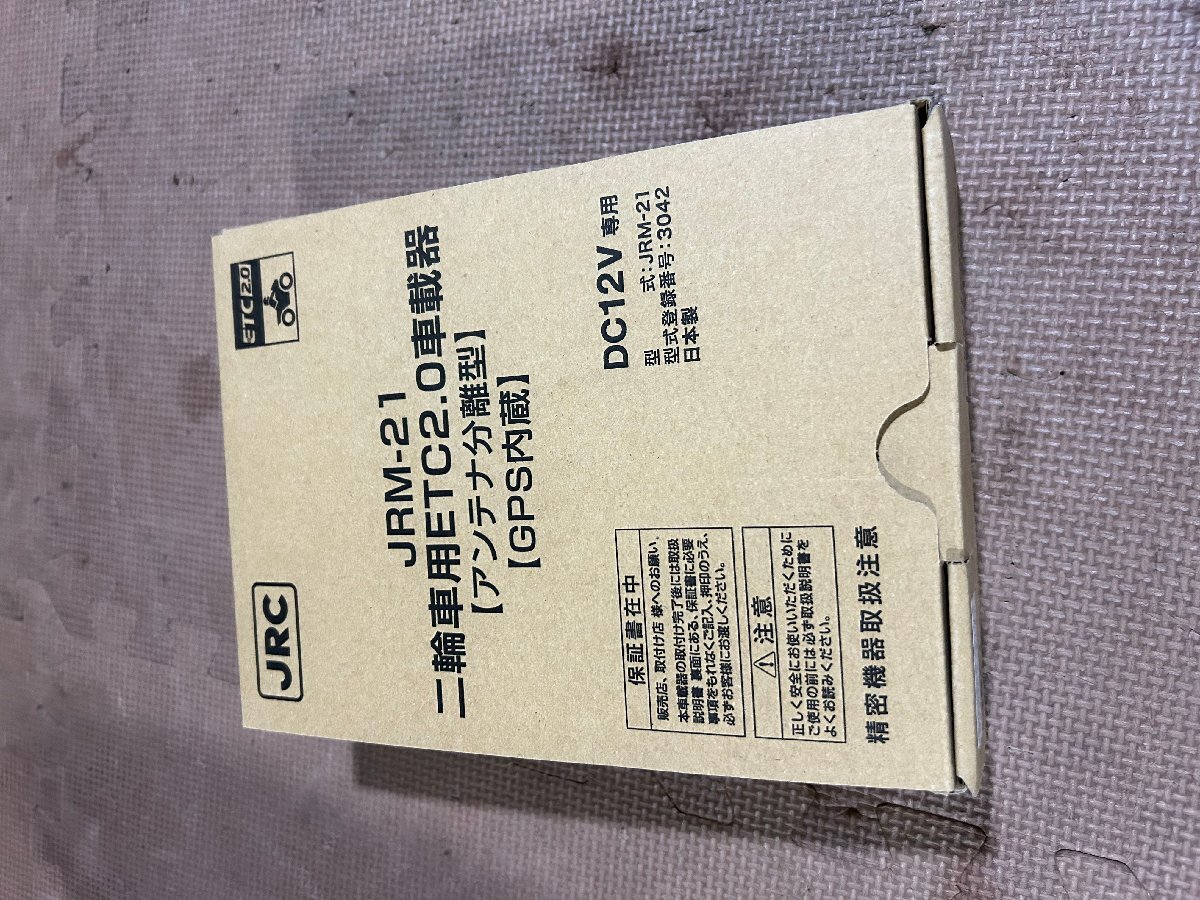 JRC
ETC2.0
JRM-21
二輪車用ETC2.0車載器
【アンテナ分離型】
【GPS内蔵】
保証書在中
販売店、取付け店 様へのお願い
本車載器の取付け完了後には取扱
説明書 裏面にある、保証書に必要
事項をもれなくご記入、押印のうえ、
必ずお客様にお渡しください。
注意
正しく安全にお使いいただくために
ご使用の前には 必ず取扱説明書を
よくお読みください。
精密機器取扱注意
DC12V 専用
型 式:JRM-21
型式登録番号:3042
日本製